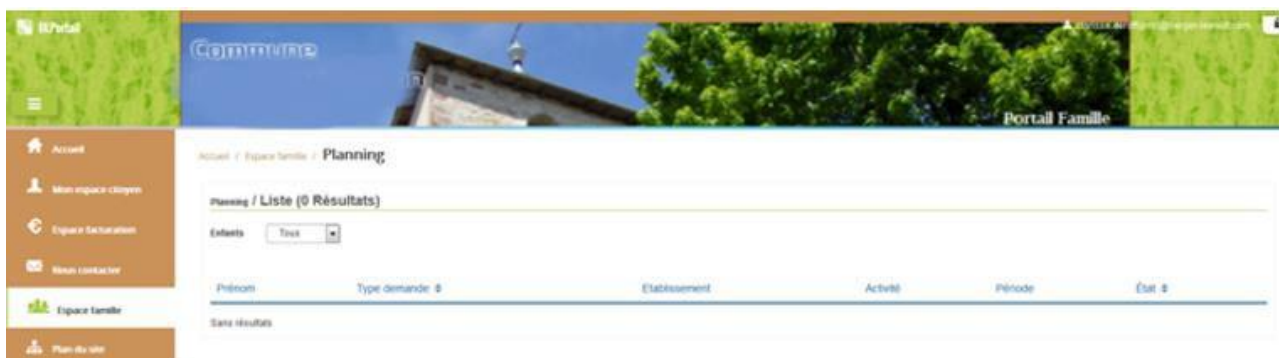 Commune
Portail Famille
Accueil
Mon espace citoyen
Espace facturation
Nous contacter
Espace famille
Plan du site
Accueil / Espace famille / Planning
Planning / Liste (0 Résultats)
Enfants Tous
Prénom Type demande Etablissement Activité Période État
Sans résultats